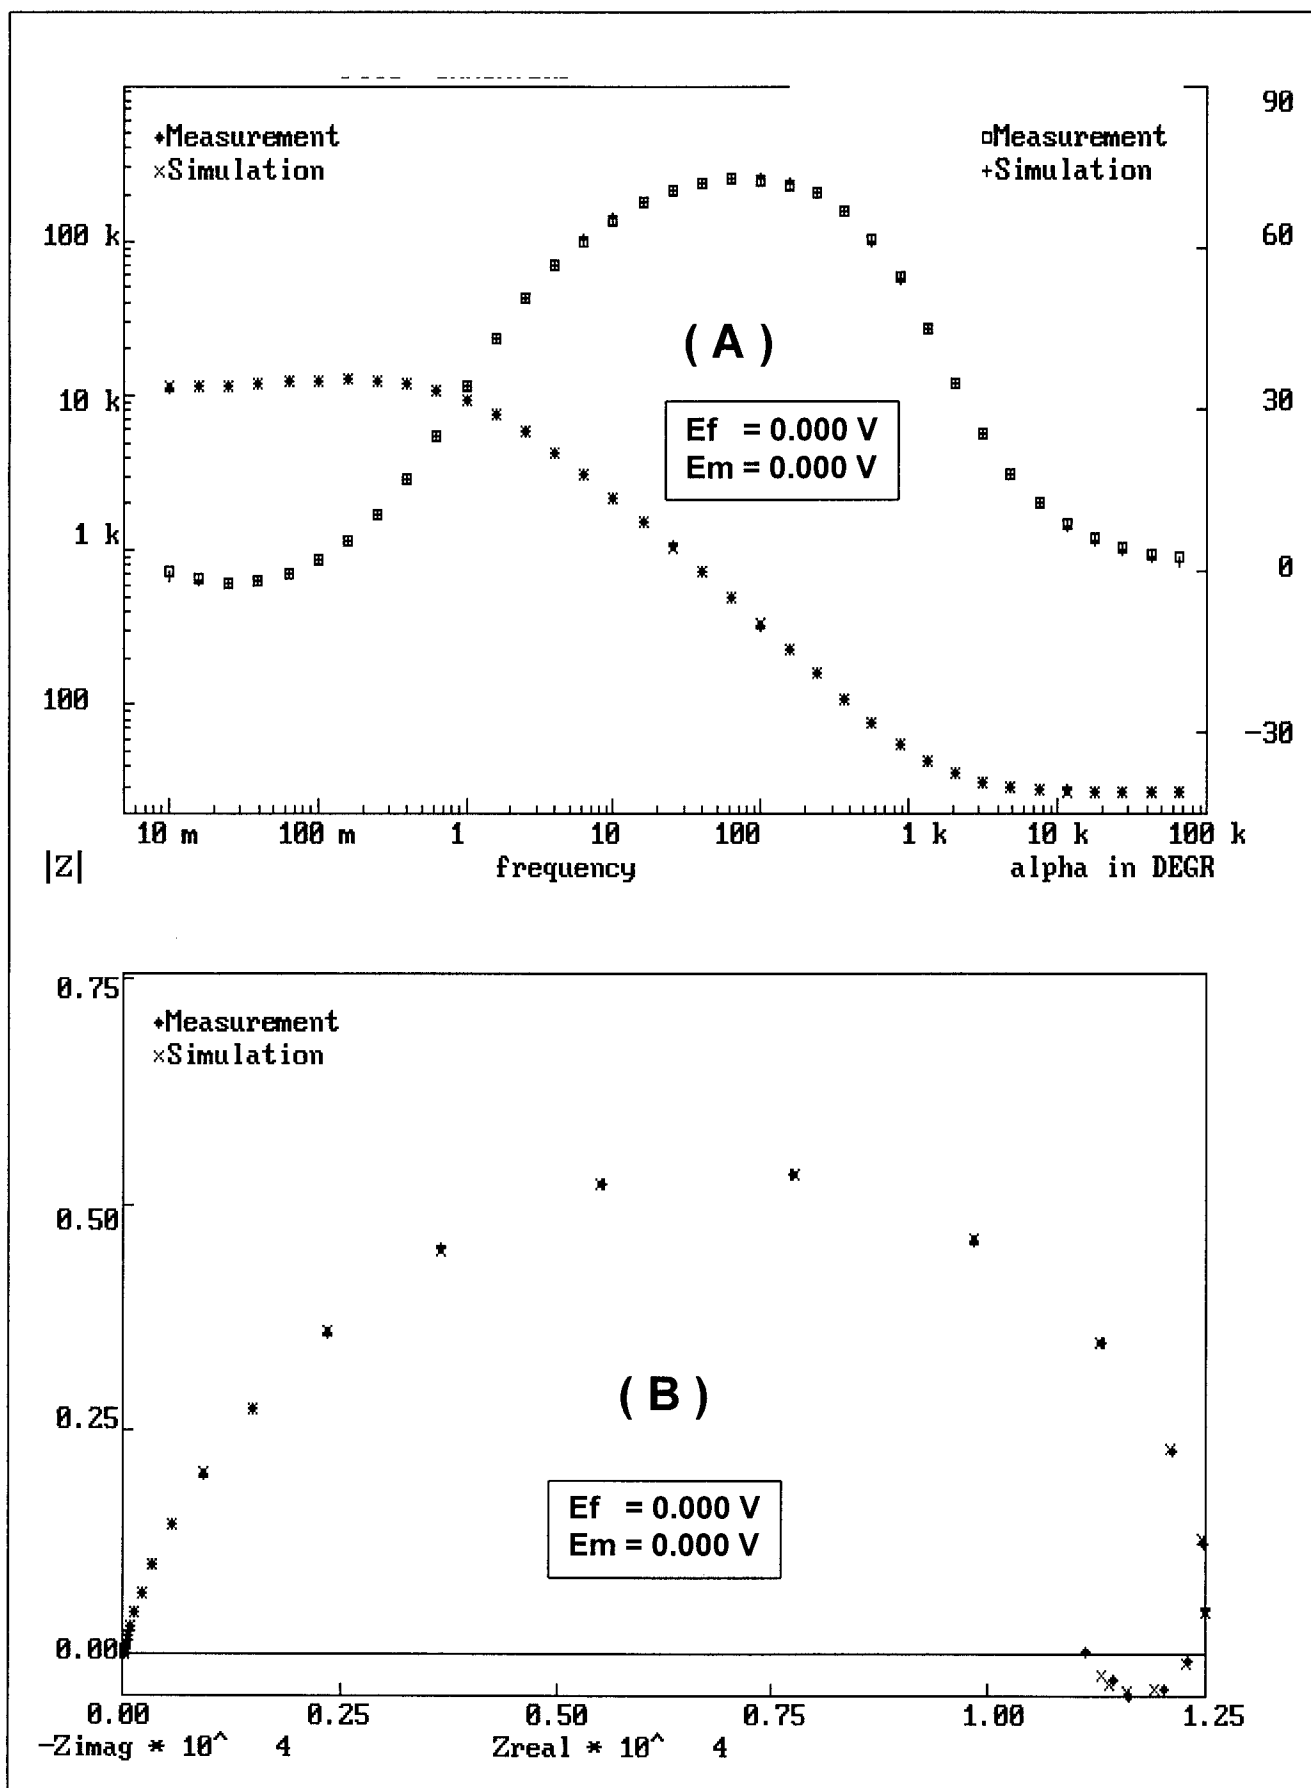 90
♦Measurement
□Measurement
×Simulation
+Simulation
100 k
60
( A )
10 k
30
Ef = 0.000 V
Em = 0.000 V
1 k
0
100
-30
10 m 100 m 1 10 100 1 k 10 k 100 k
|Z| frequency alpha in DEGR
0.75
♦Measurement
×Simulation
0.50
( B )
0.25
Ef = 0.000 V
Em = 0.000 V
0.00
0.00 0.25 0.50 0.75 1.00 1.25
-Zimag * 10^ 4 Zreal * 10^ 4